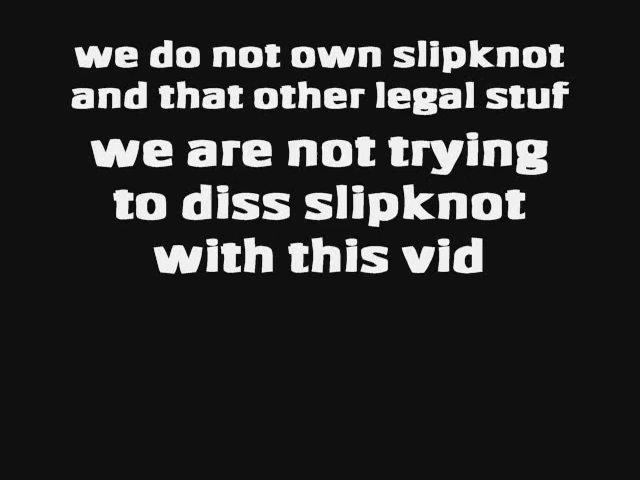 we do not own slipknot
and that other legal stuf
we are not trying
to diss slipknot
with this vid